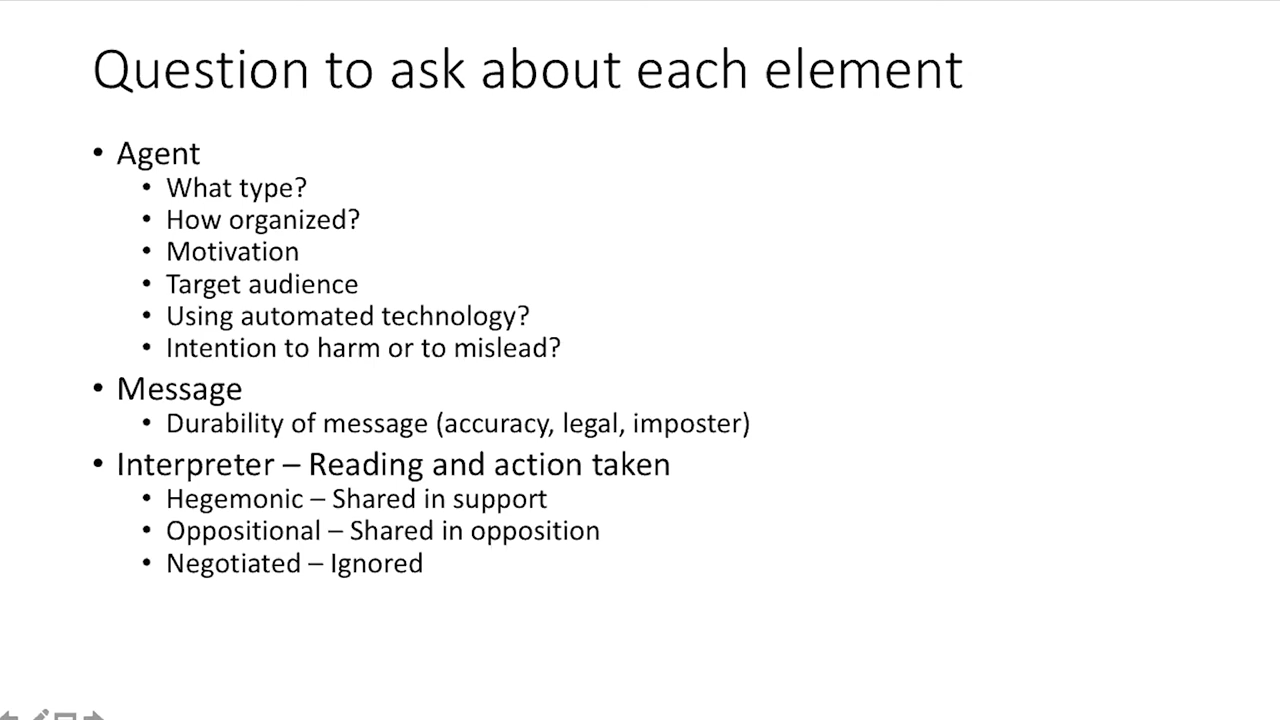 Question to ask about each element
• Agent
• What type?
• How organized?
• Motivation
• Target audience
• Using automated technology?
• Intention to harm or to mislead?
• Message
• Durability of message (accuracy, legal, imposter)
• Interpreter – Reading and action taken
• Hegemonic – Shared in support
• Oppositional – Shared in opposition
• Negotiated – Ignored